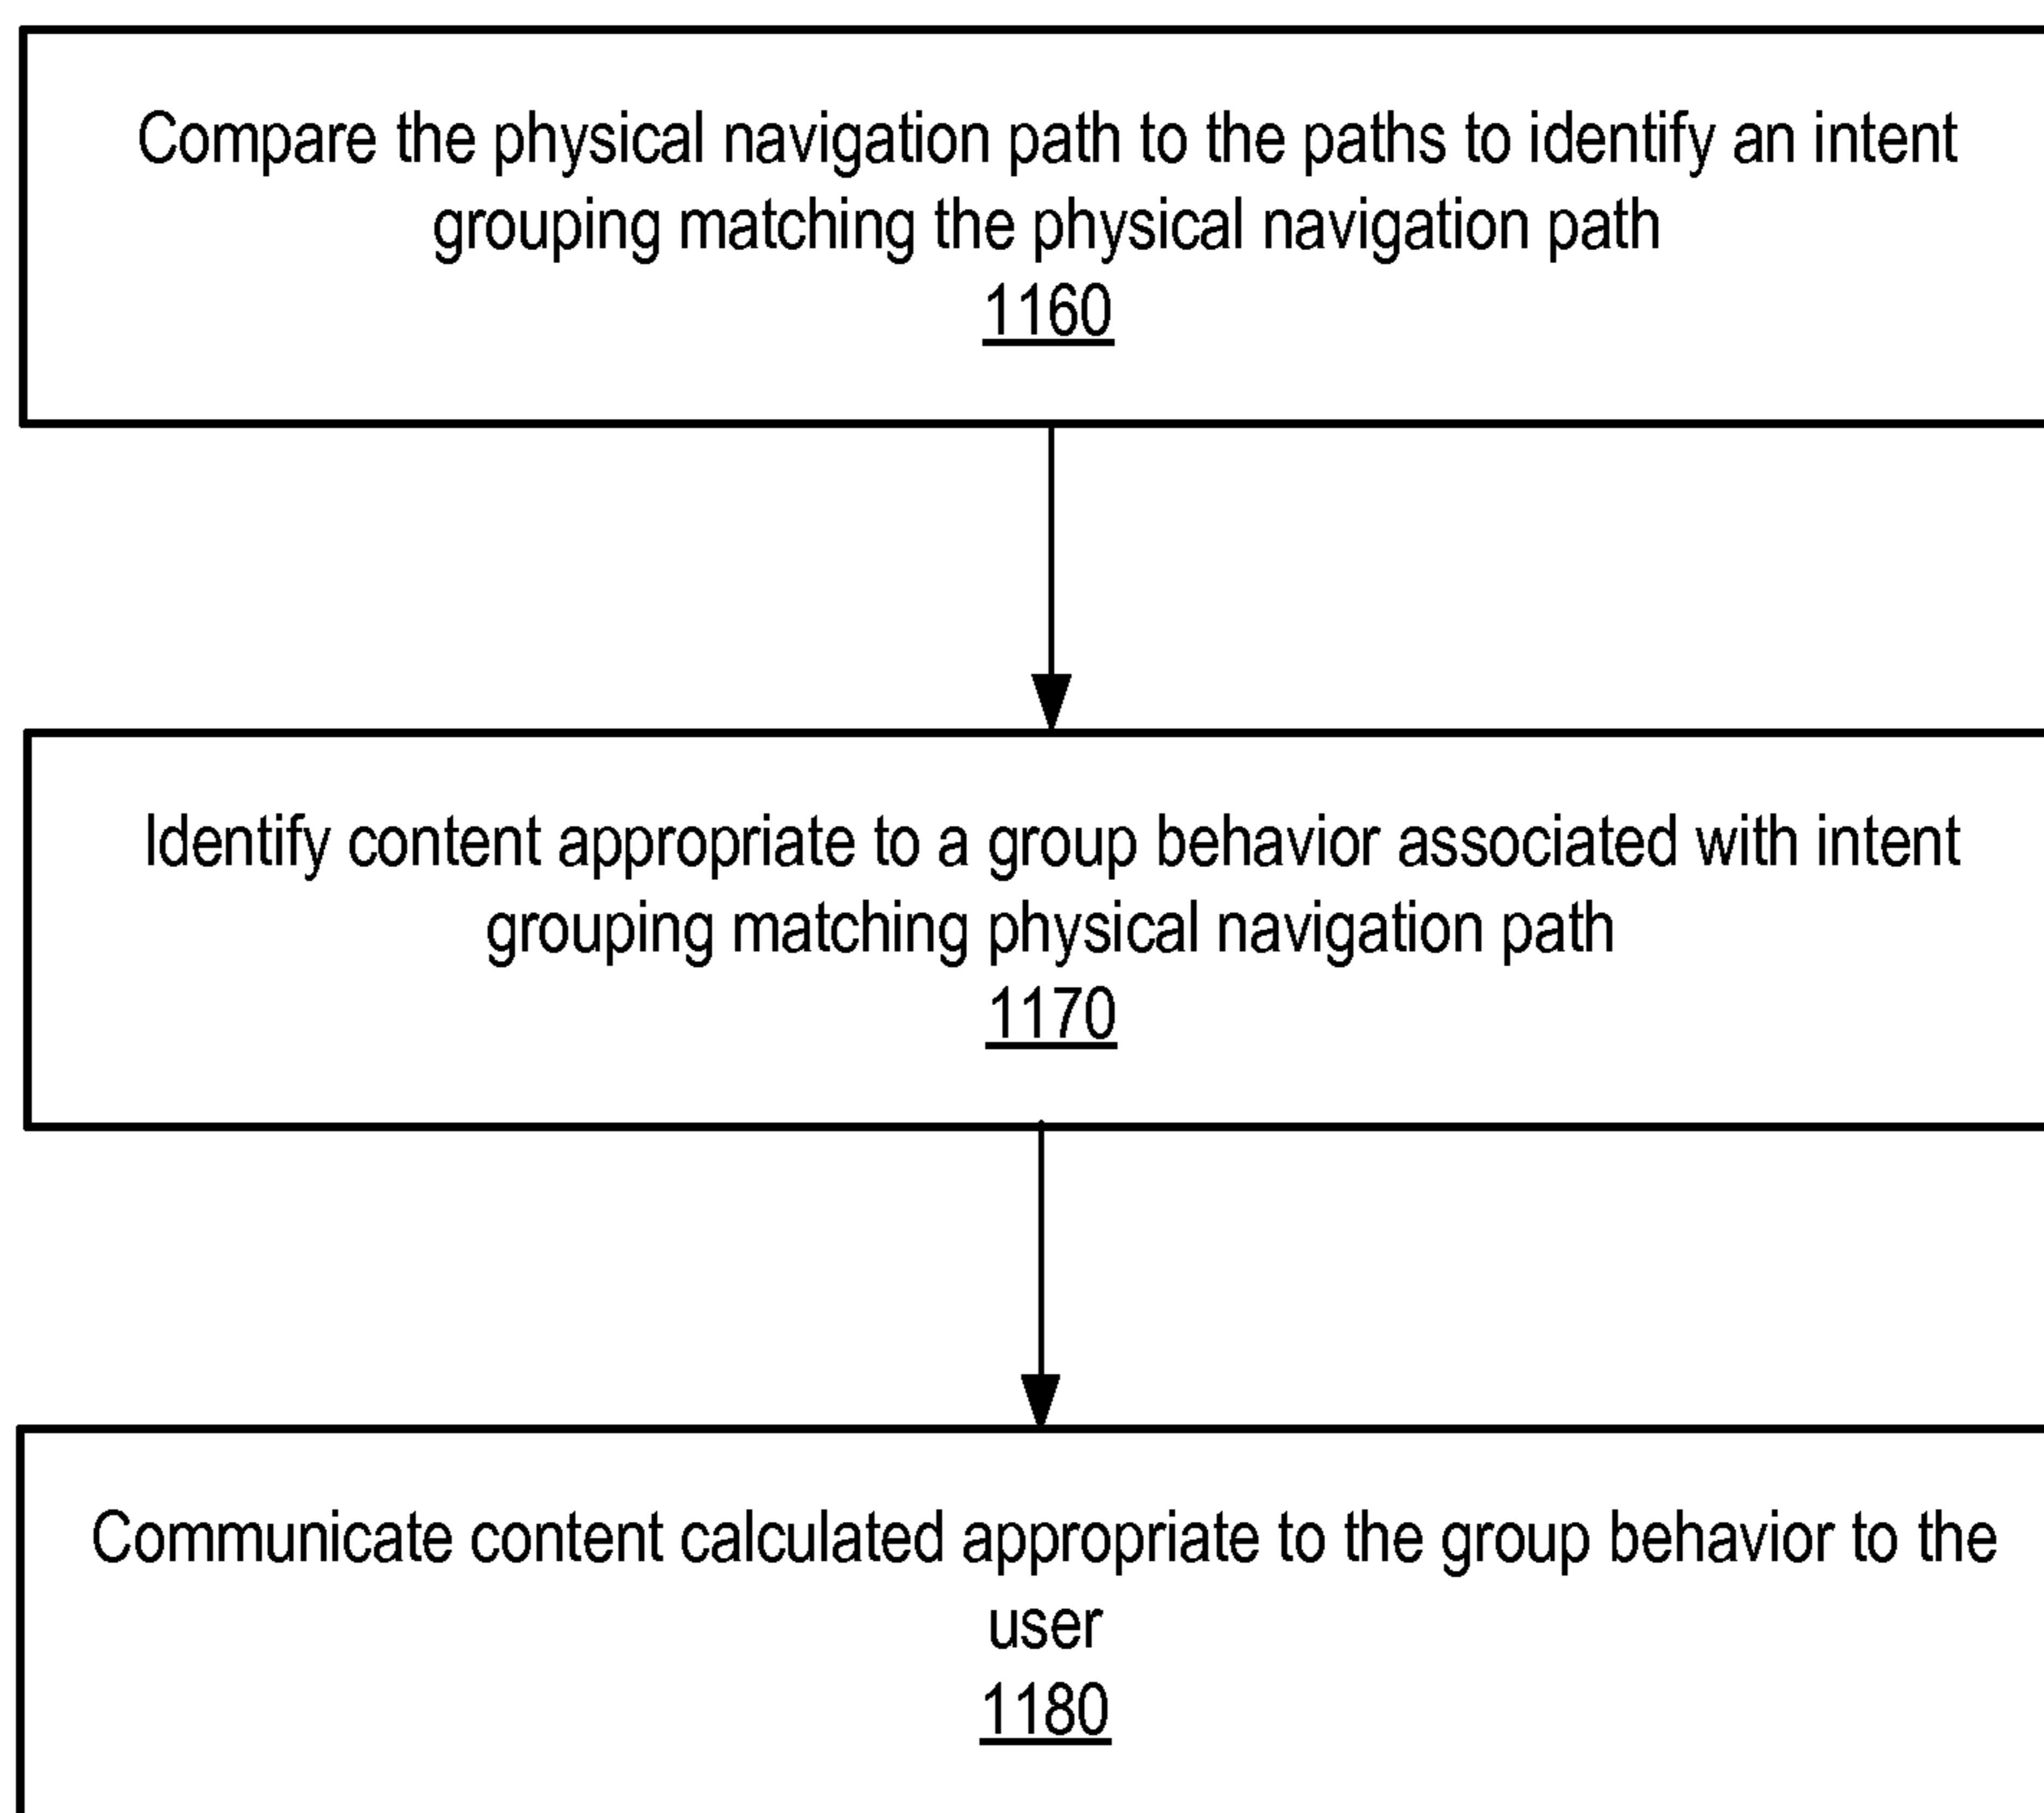 Compare the physical navigation path to the paths to identify an intent
grouping matching the physical navigation path
1160
Identify content appropriate to a group behavior associated with intent
grouping matching physical navigation path
1170
Communicate content calculated appropriate to the group behavior to the
user
1180